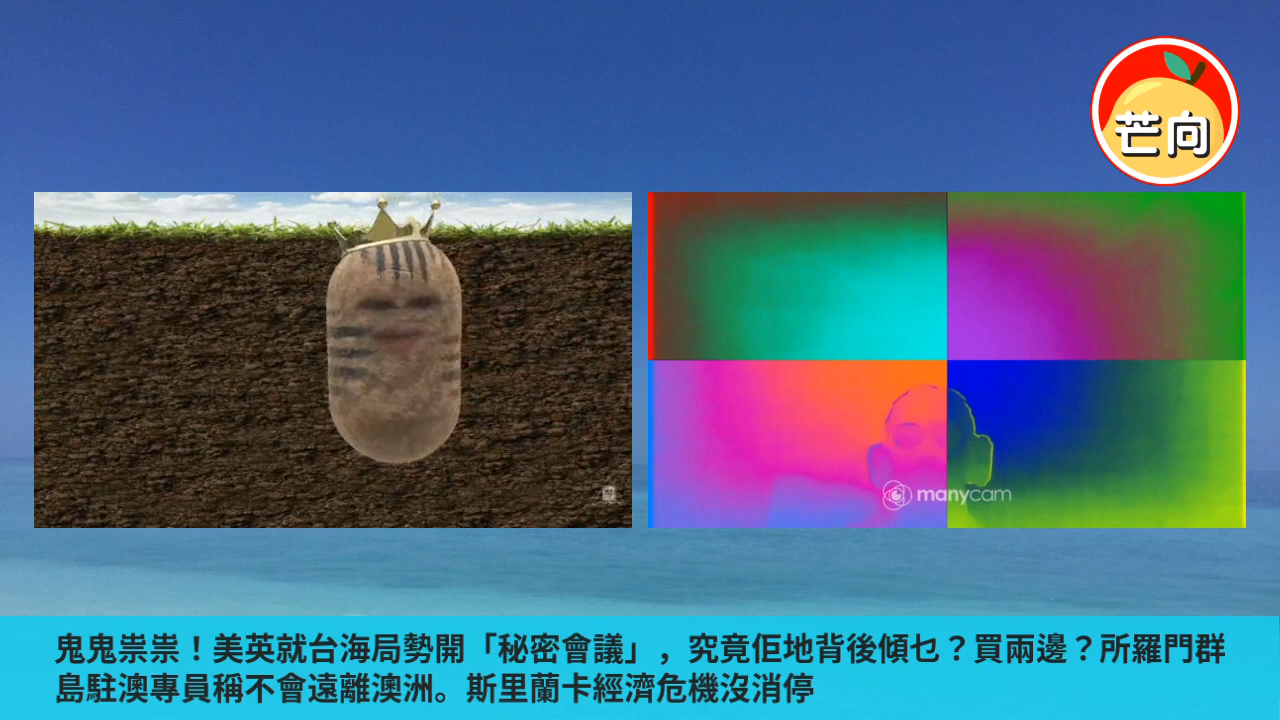 芒向
manycam
鬼鬼祟祟！美英就台海局勢開「秘密會議」，究竟佢地背後傾乜？買兩邊？所羅門群
島駐澳專員稱不會遠離澳洲。斯里蘭卡經濟危機沒消停